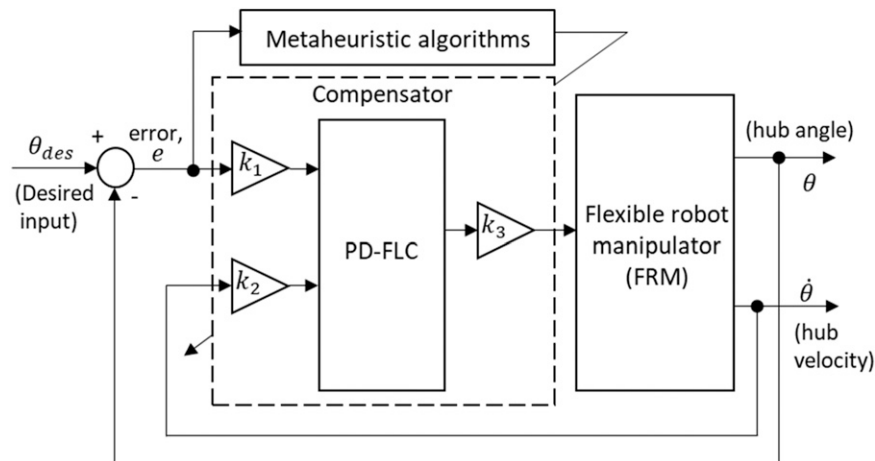 Metaheuristic algorithms
Compensator
+
error,
e
θ_des
(Desired
input)
-
k₁
k₂
PD-FLC
k₃
Flexible robot
manipulator
(FRM)
(hub angle)
θ
θ̇
(hub
velocity)